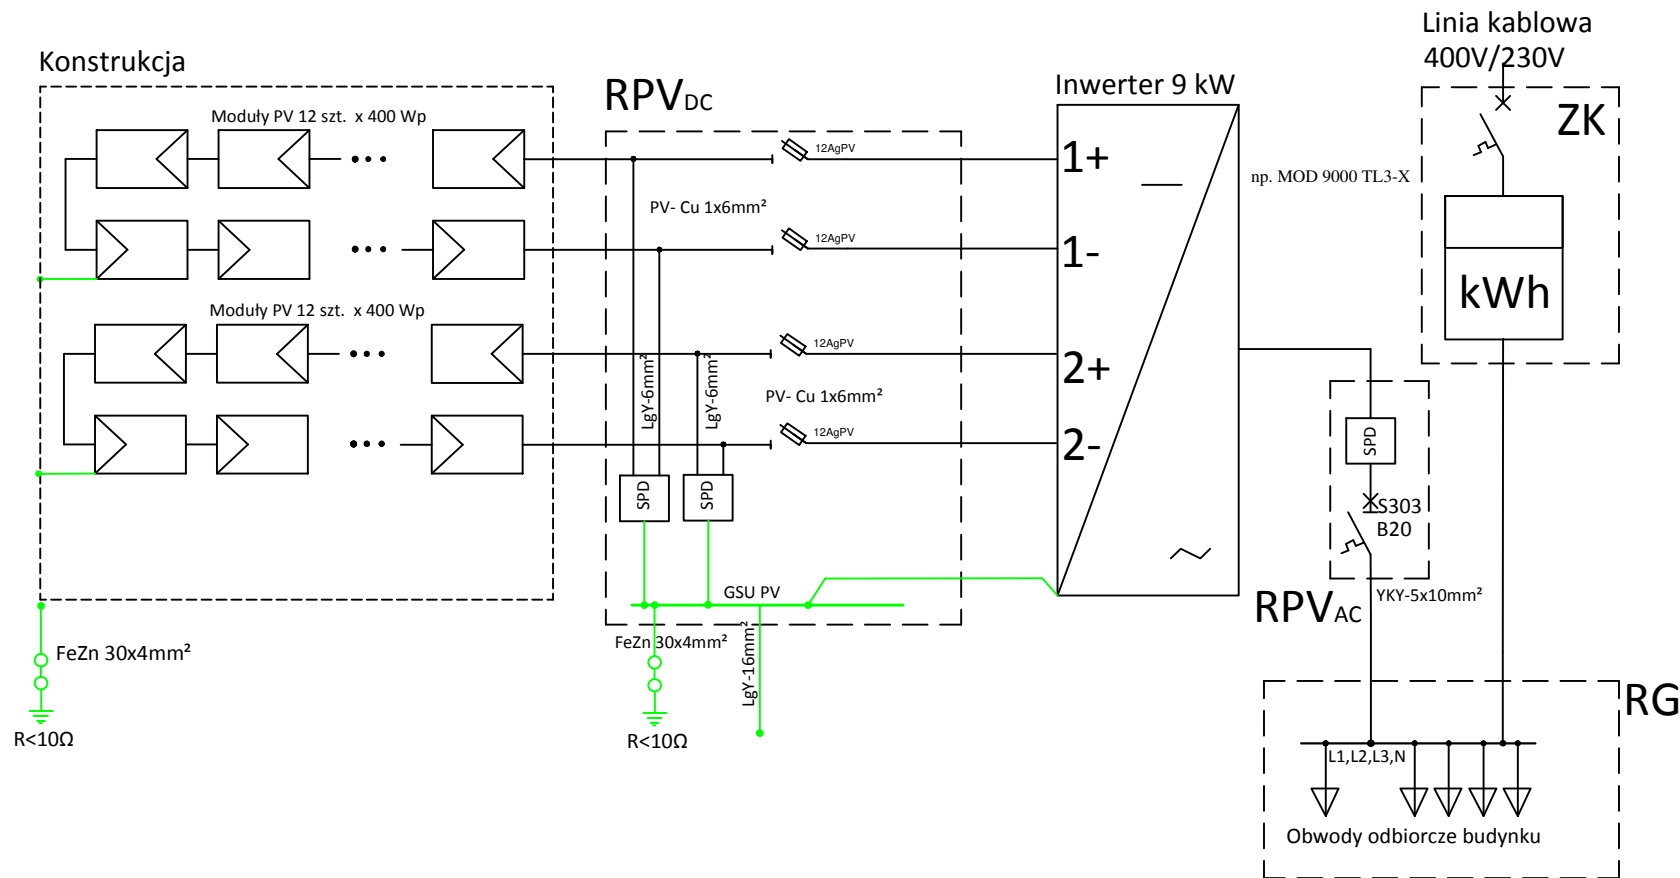 Linia kablowa
400V/230V
Konstrukcja
RPVDC
Inwerter 9 kW
ZK
Moduły PV 12 szt. x 400 Wp
12AgPV
1+
np. MOD 9000 TL3-X
PV- Cu 1x6mm²
12AgPV
1-
kWh
Moduły PV 12 szt. x 400 Wp
12AgPV
2+
LgY-6mm²
LgY-6mm²
PV- Cu 1x6mm²
12AgPV
2-
SPD
SPD
SPD
S303
B20
GSU PV
YKY-5x10mm²
RPVAC
FeZn 30x4mm²
FeZn 30x4mm²
LgY-16mm²
R<10Ω
R<10Ω
RG
L1,L2,L3,N
Obwody odbiorcze budynku